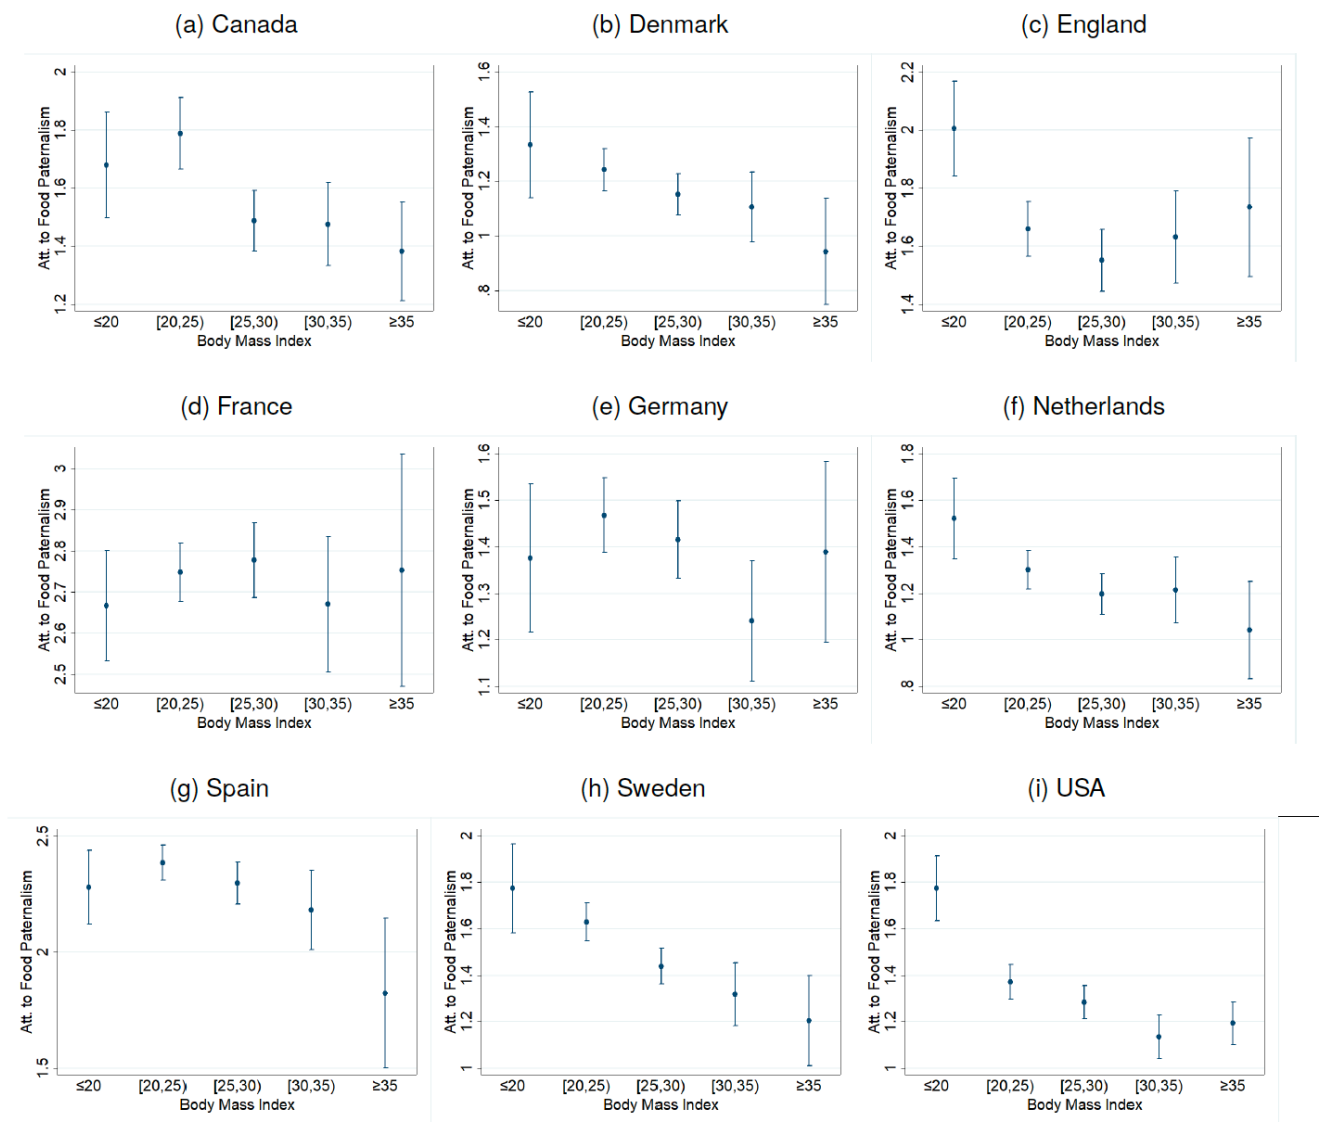 (a) Canada
Att. to Food Paternalism
2
1.8
1.6
1.4
1.2
≤20 [20,25) [25,30) [30,35) ≥35
Body Mass Index
(b) Denmark
Att. to Food Paternalism
1.6
1.4
1.2
1
.8
≤20 [20,25) [25,30) [30,35) ≥35
Body Mass Index
(c) England
Att. to Food Paternalism
2.2
2
1.8
1.6
1.4
≤20 [20,25) [25,30) [30,35) ≥35
Body Mass Index
(d) France
Att. to Food Paternalism
3
2.9
2.8
2.7
2.6
2.5
≤20 [20,25) [25,30) [30,35) ≥35
Body Mass Index
(e) Germany
Att. to Food Paternalism
1.6
1.5
1.4
1.3
1.2
1.1
≤20 [20,25) [25,30) [30,35) ≥35
Body Mass Index
(f) Netherlands
Att. to Food Paternalism
1.8
1.6
1.4
1.2
1
.8
≤20 [20,25) [25,30) [30,35) ≥35
Body Mass Index
(g) Spain
Att. to Food Paternalism
2.5
2
1.5
≤20 [20,25) [25,30) [30,35) ≥35
Body Mass Index
(h) Sweden
Att. to Food Paternalism
2
1.8
1.6
1.4
1.2
1
≤20 [20,25) [25,30) [30,35) ≥35
Body Mass Index
(i) USA
Att. to Food Paternalism
2
1.8
1.6
1.4
1.2
1
≤20 [20,25) [25,30) [30,35) ≥35
Body Mass Index